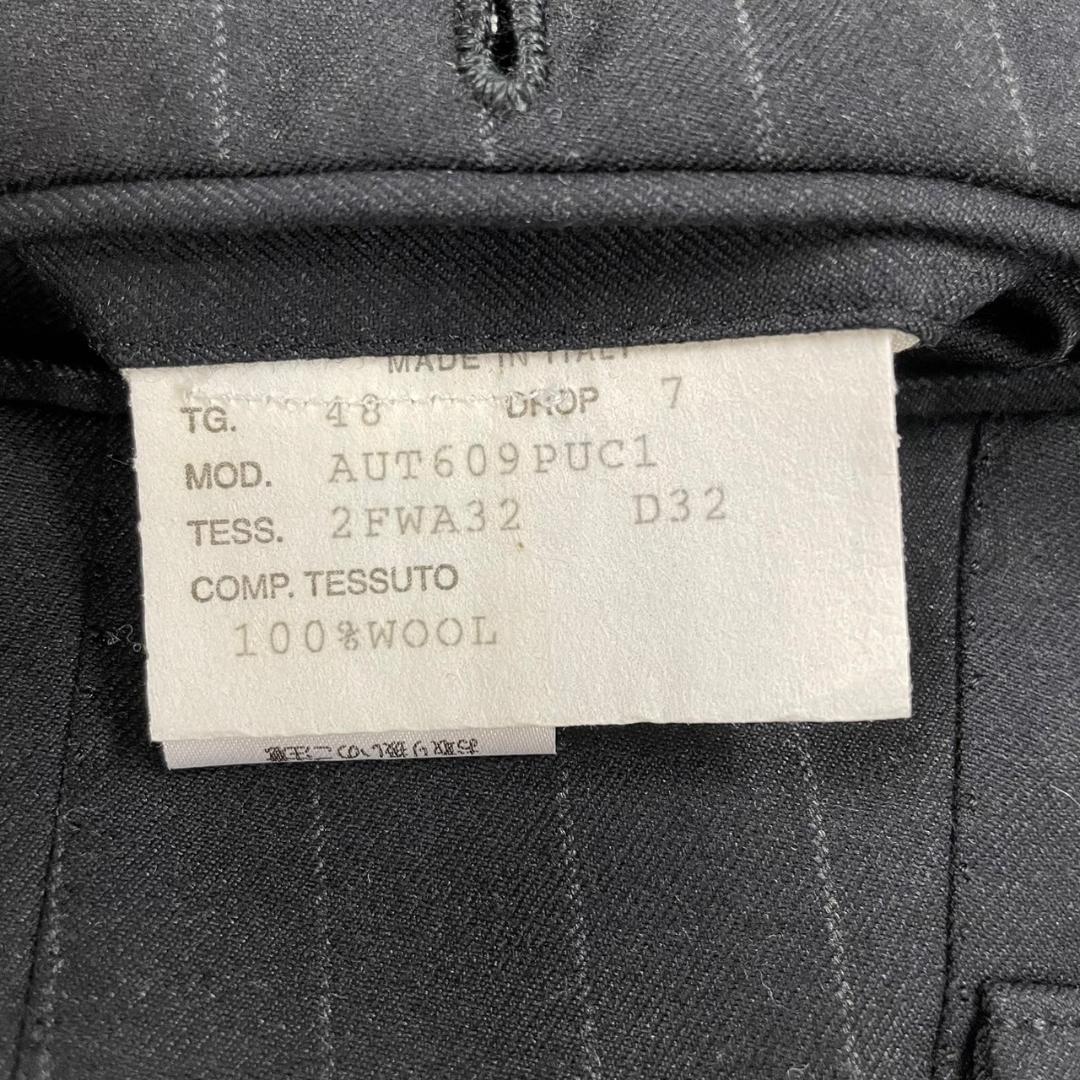 MADE IN ITALY
TG. 48 DROP 7
MOD. AUT609PUC1
TESS. 2FWA32 D32
COMP. TESSUTO
100%WOOL